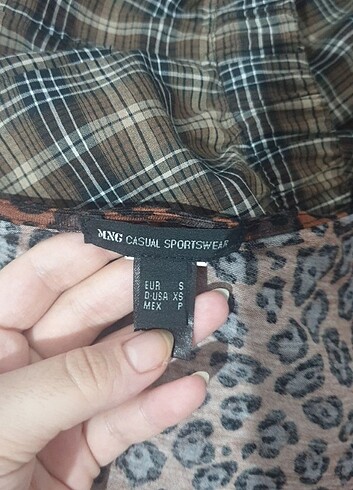 MNG CASUAL SPORTSWEAR
EUR S
D-USA XS
MEX P